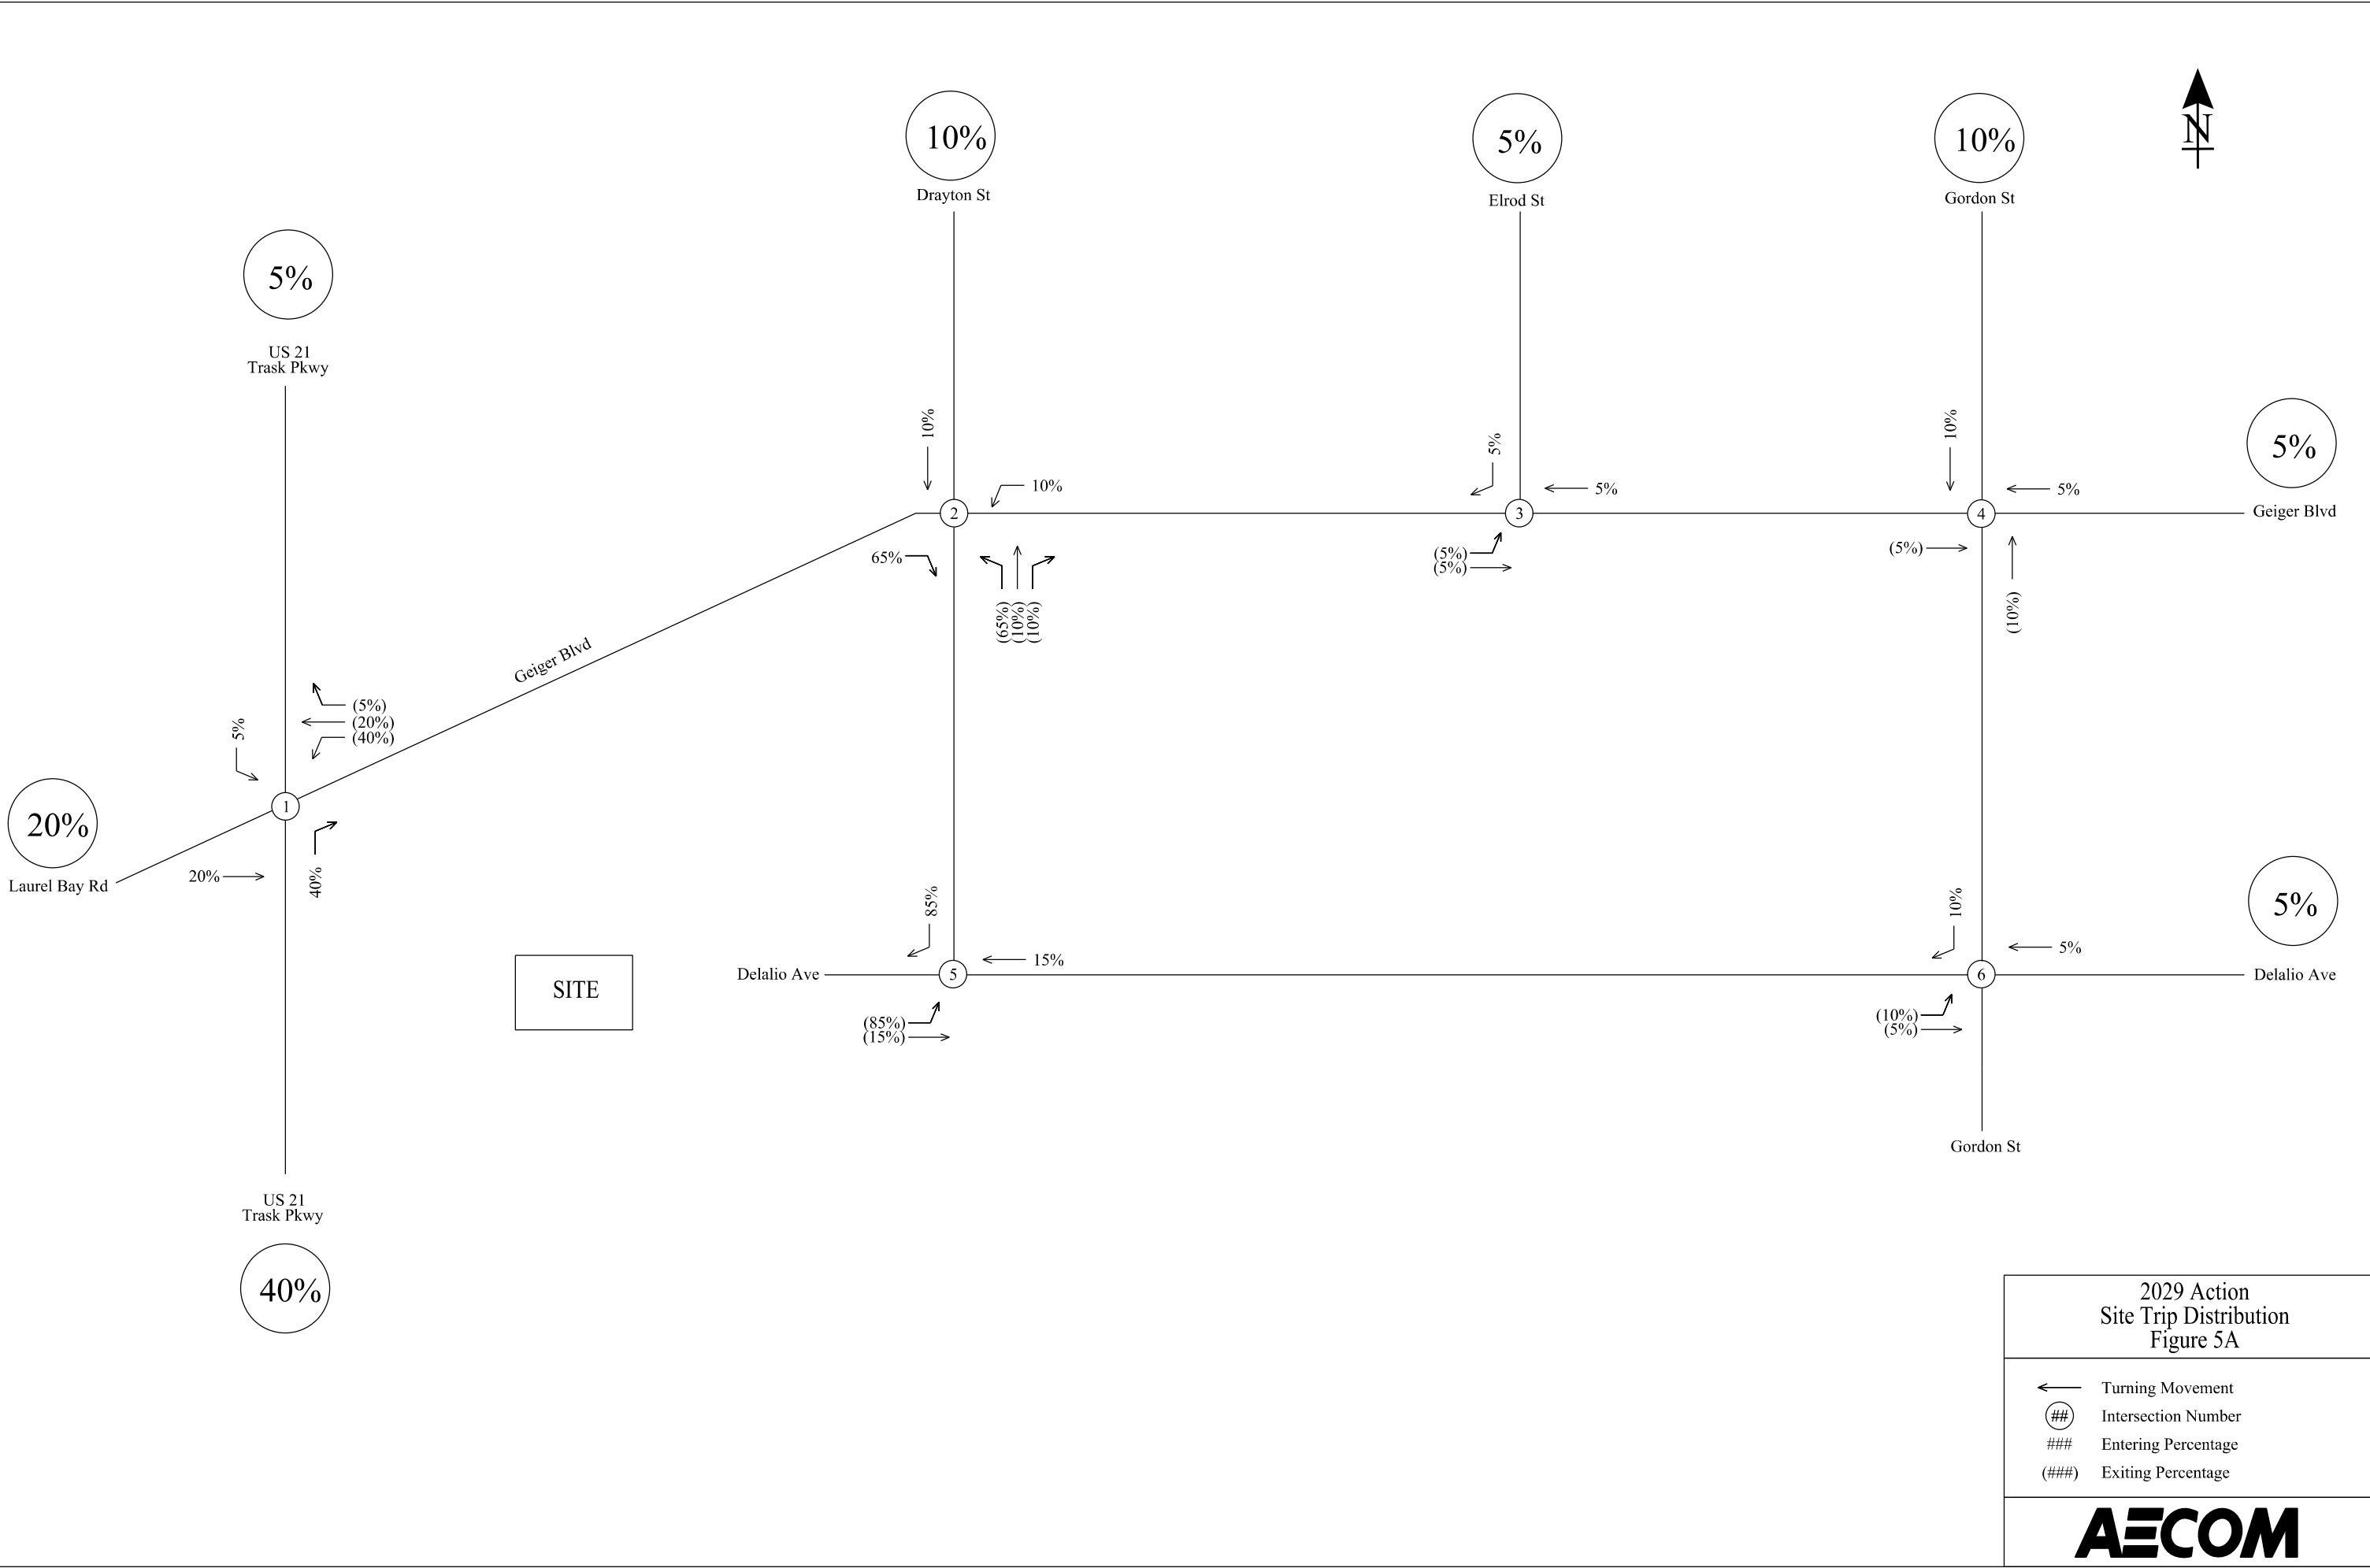 10%
Drayton St
5%
Elrod St
10%
Gordon St
N
5%
US 21
Trask Pkwy
10%
10%
2
65%
(65%)
(10%)
(10%)
5%
5%
3
(5%)
(5%)
10%
5%
4
(5%)
(10%)
5%
Geiger Blvd
Geiger Blvd
5%
(5%)
(20%)
(40%)
1
20%
Laurel Bay Rd
20%
40%
SITE
85%
15%
Delalio Ave
5
(85%)
(15%)
10%
5%
6
(10%)
(5%)
5%
Delalio Ave
Gordon St
US 21
Trask Pkwy
40%
2029 Action
Site Trip Distribution
Figure 5A
Turning Movement
## Intersection Number
### Entering Percentage
(###) Exiting Percentage
AECOM